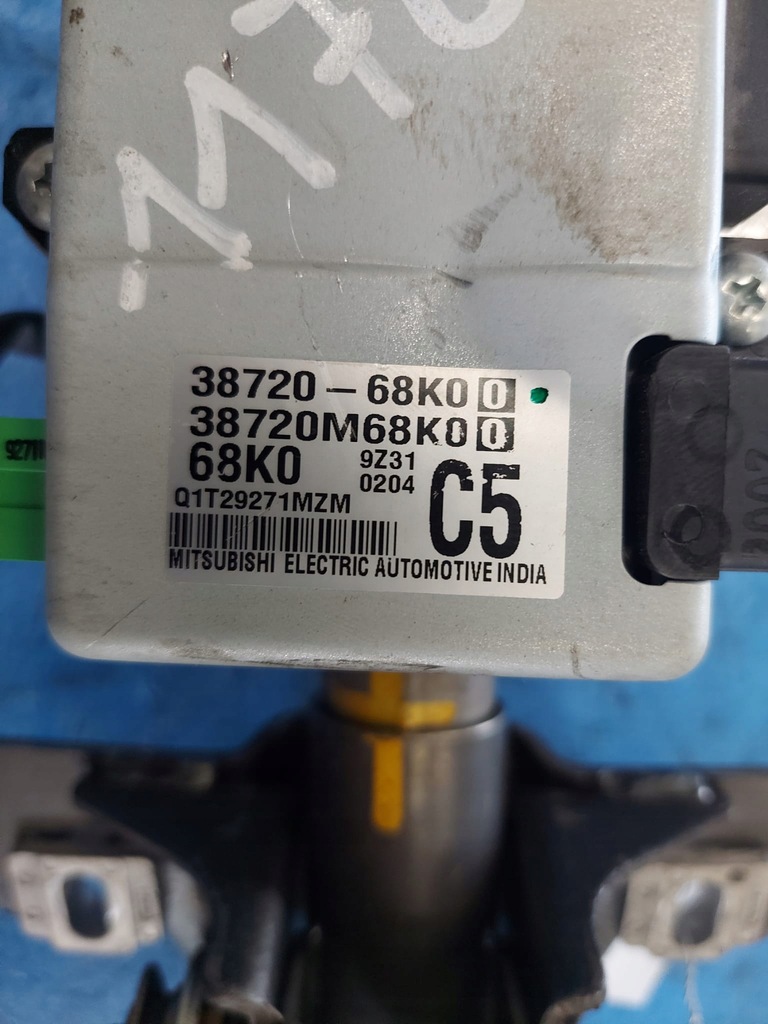 38720-68K00
38720M68K00
68K0
9Z31
0204
C5
Q1T29271MZM
MITSUBISHI ELECTRIC AUTOMOTIVE INDIA